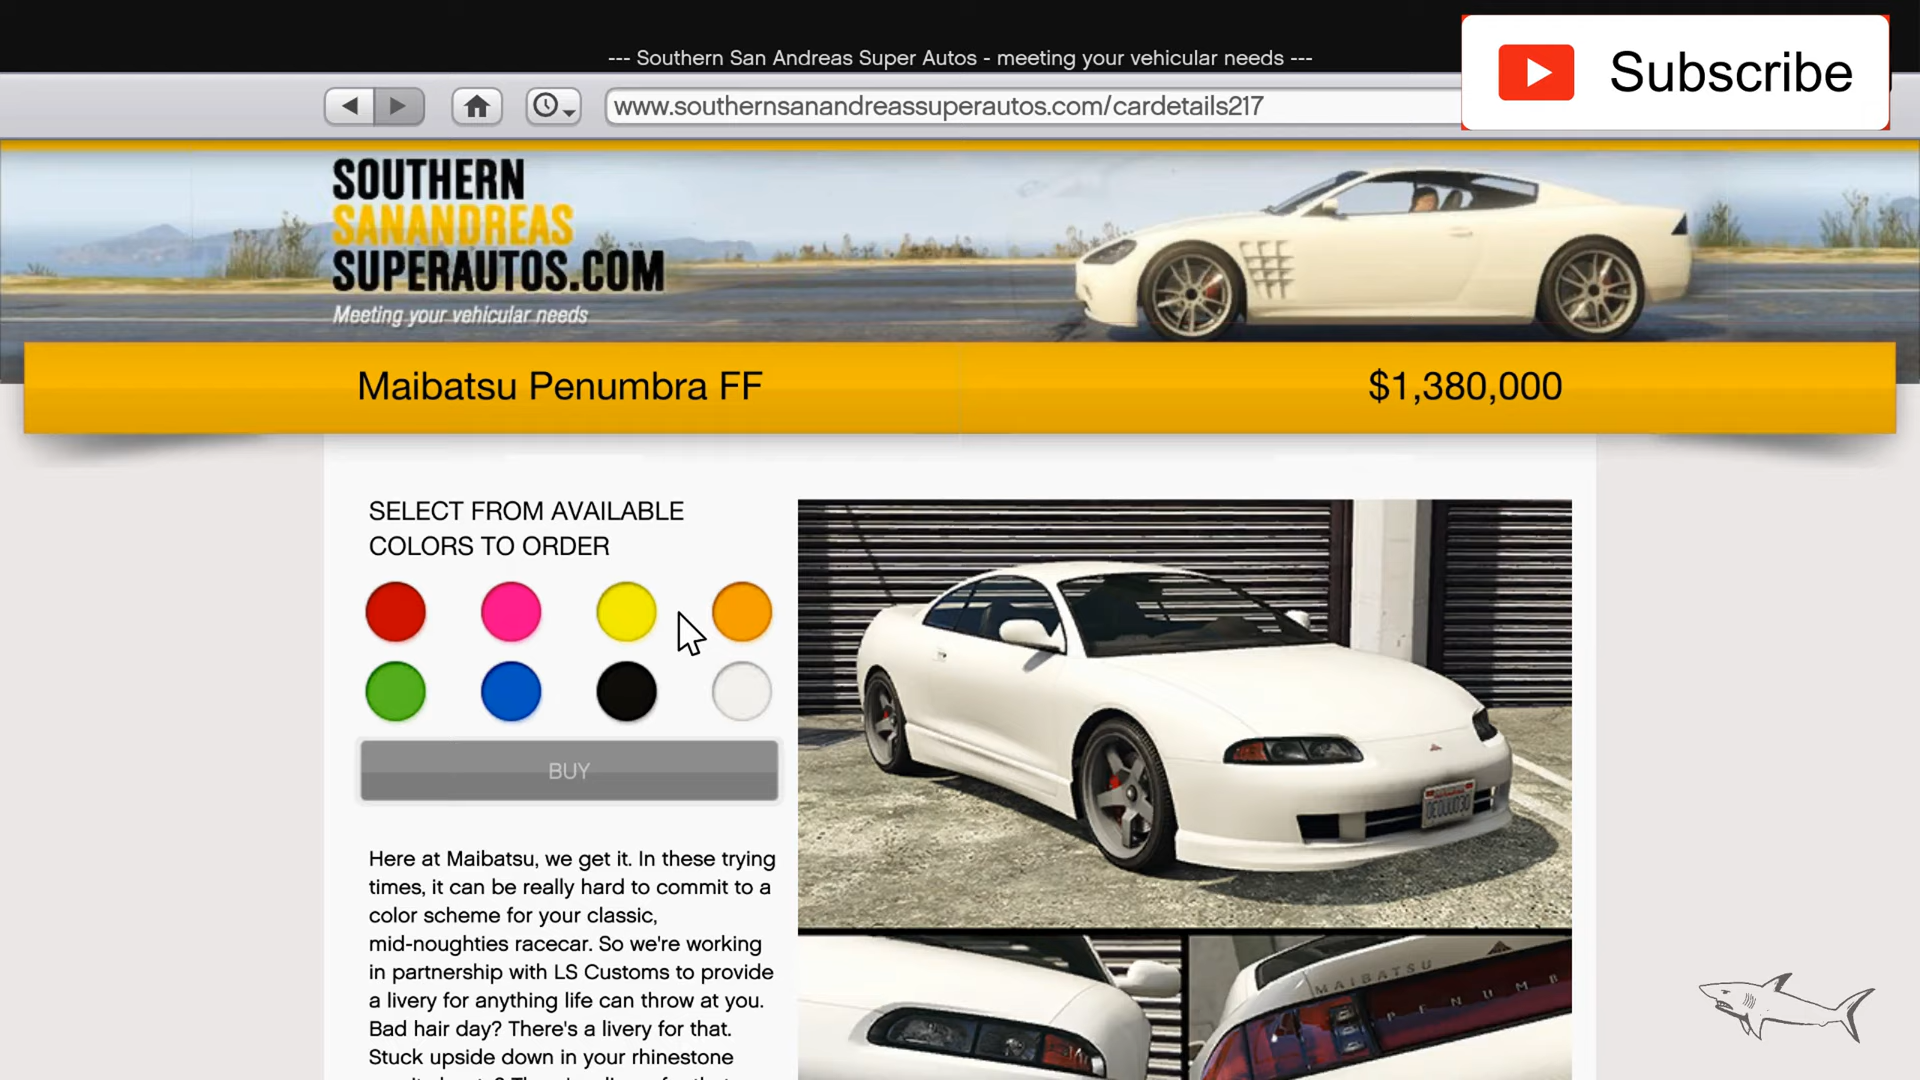 --- Southern San Andreas Super Autos - meeting your vehicular needs ---
Subscribe
www.southernsanandreassuperautos.com/cardetails217
SOUTHERN
SANANDREAS
SUPERAUTOS.COM
Meeting your vehicular needs
Maibatsu Penumbra FF
$1,380,000
SELECT FROM AVAILABLE
COLORS TO ORDER
BUY
Here at Maibatsu, we get it. In these trying
times, it can be really hard to commit to a
color scheme for your classic,
mid-noughties racecar. So we're working
in partnership with LS Customs to provide
a livery for anything life can throw at you.
Bad hair day? There's a livery for that.
Stuck upside down in your rhinestone
MAIBATSU
PENUMB